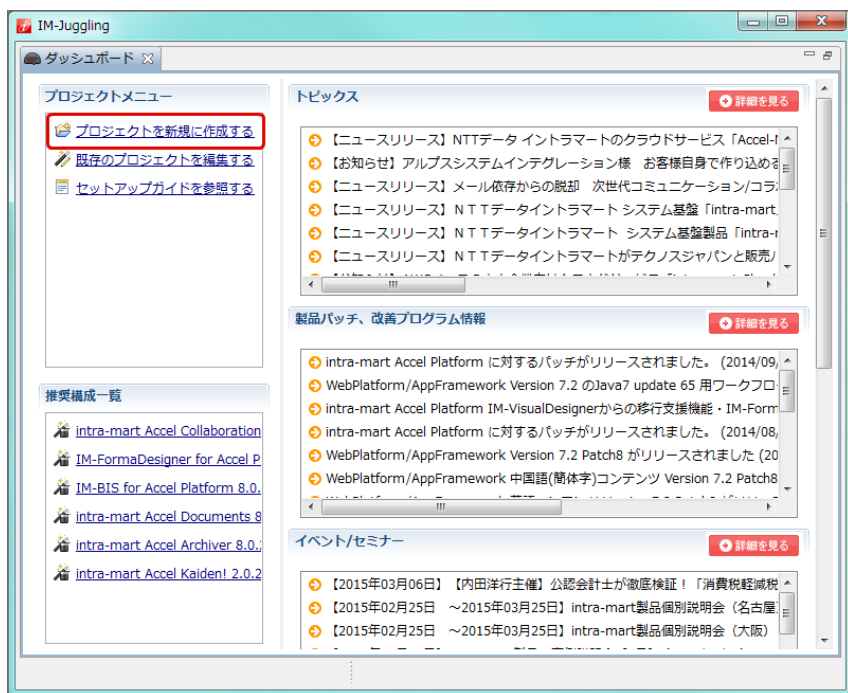 IM-Juggling
ダッシュボード
プロジェクトメニュー
プロジェクトを新規に作成する
既存のプロジェクトを編集する
セットアップガイドを参照する
推奨構成一覧
intra-mart Accel Collaboration
IM-FormaDesigner for Accel P
IM-BIS for Accel Platform 8.0.
intra-mart Accel Documents 8
intra-mart Accel Archiver 8.0.
intra-mart Accel Kaiden! 2.0.2
トピックス
詳細を見る
【ニュースリリース】NTTデータ イントラマートのクラウドサービス「Accel-
【お知らせ】アルプスシステムインテグレーション様 お客様自身で作り込める
【ニュースリリース】メール依存からの脱却 次世代コミュニケーション/コラ
【ニュースリリース】ＮＴＴデータイントラマート システム基盤「intra-mart
【ニュースリリース】ＮＴＴデータイントラマート システム基盤製品「intra-
【ニュースリリース】ＮＴＴデータイントラマートがテクノスジャパンと販売
製品パッチ、改善プログラム情報
詳細を見る
intra-mart Accel Platform に対するパッチがリリースされました。 (2014/09/
WebPlatform/AppFramework Version 7.2 のJava7 update 65 用ワークフロ
intra-mart Accel Platform IM-VisualDesignerからの移行支援機能・IM-Form
intra-mart Accel Platform に対するパッチがリリースされました。 (2014/08/
WebPlatform/AppFramework Version 7.2 Patch8 がリリースされました (20
WebPlatform/AppFramework 中国語(簡体字)コンテンツ Version 7.2 Patch8
イベント/セミナー
詳細を見る
【2015年03月06日】【内田洋行主催】公認会計士が徹底検証！「消費税軽減税
【2015年02月25日 ～2015年03月25日】intra-mart製品個別説明会（名古屋
【2015年02月25日 ～2015年03月25日】intra-mart製品個別説明会（大阪）